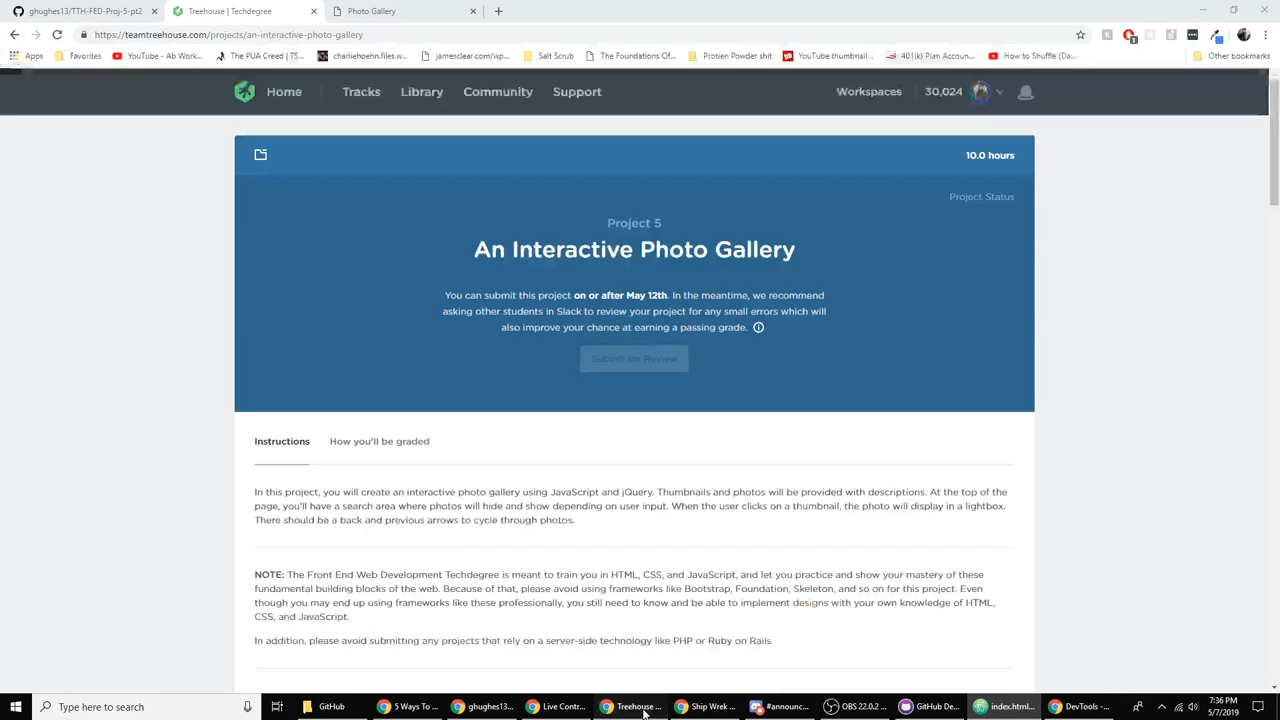 ghughes13/TTH-FED-Proj-5-pt2
Treehouse | Techdegree
Photo Gallery
https://teamtreehouse.com/projects/an-interactive-photo-gallery
Apps
Favorites
YouTube - Ab Work...
The PUA Creed | TS...
charliehoehn.files.w...
jamesclear.com/wp...
Salt Scrub
The Foundations Of...
Protien Powder shit
YouTube thumbnail...
401(k) Plan Accoun...
How to Shuffle (Da...
Other bookmarks
Home
Tracks
Library
Community
Support
Workspaces
30,024
10.0 hours
Project Status
Project 5
An Interactive Photo Gallery
You can submit this project on or after May 12th. In the meantime, we recommend
asking other students in Slack to review your project for any small errors which will
also improve your chance at earning a passing grade.
Submit for Review
Instructions
How you'll be graded
In this project, you will create an interactive photo gallery using JavaScript and jQuery. Thumbnails and photos will be provided with descriptions. At the top of the
page, you'll have a search area where photos will hide and show depending on user input. When the user clicks on a thumbnail, the photo will display in a lightbox.
There should be a back and previous arrows to cycle through photos.
NOTE: The Front End Web Development Techdegree is meant to train you in HTML, CSS, and JavaScript, and let you practice and show your mastery of these
fundamental building blocks of the web. Because of that, please avoid using frameworks like Bootstrap, Foundation, Skeleton, and so on for this project. Even
though you may end up using frameworks like these professionally, you still need to know and be able to implement designs with your own knowledge of HTML,
CSS, and JavaScript.
In addition, please avoid submitting any projects that rely on a server-side technology like PHP or Ruby on Rails.
Type here to search
GitHub
5 Ways To ...
ghughes13...
Live Contr...
Treehouse ...
Ship Wrek ...
#announc...
OBS 22.0.2 ...
GitHub De...
index.html...
DevTools - ...
7:36 PM
5/7/2019